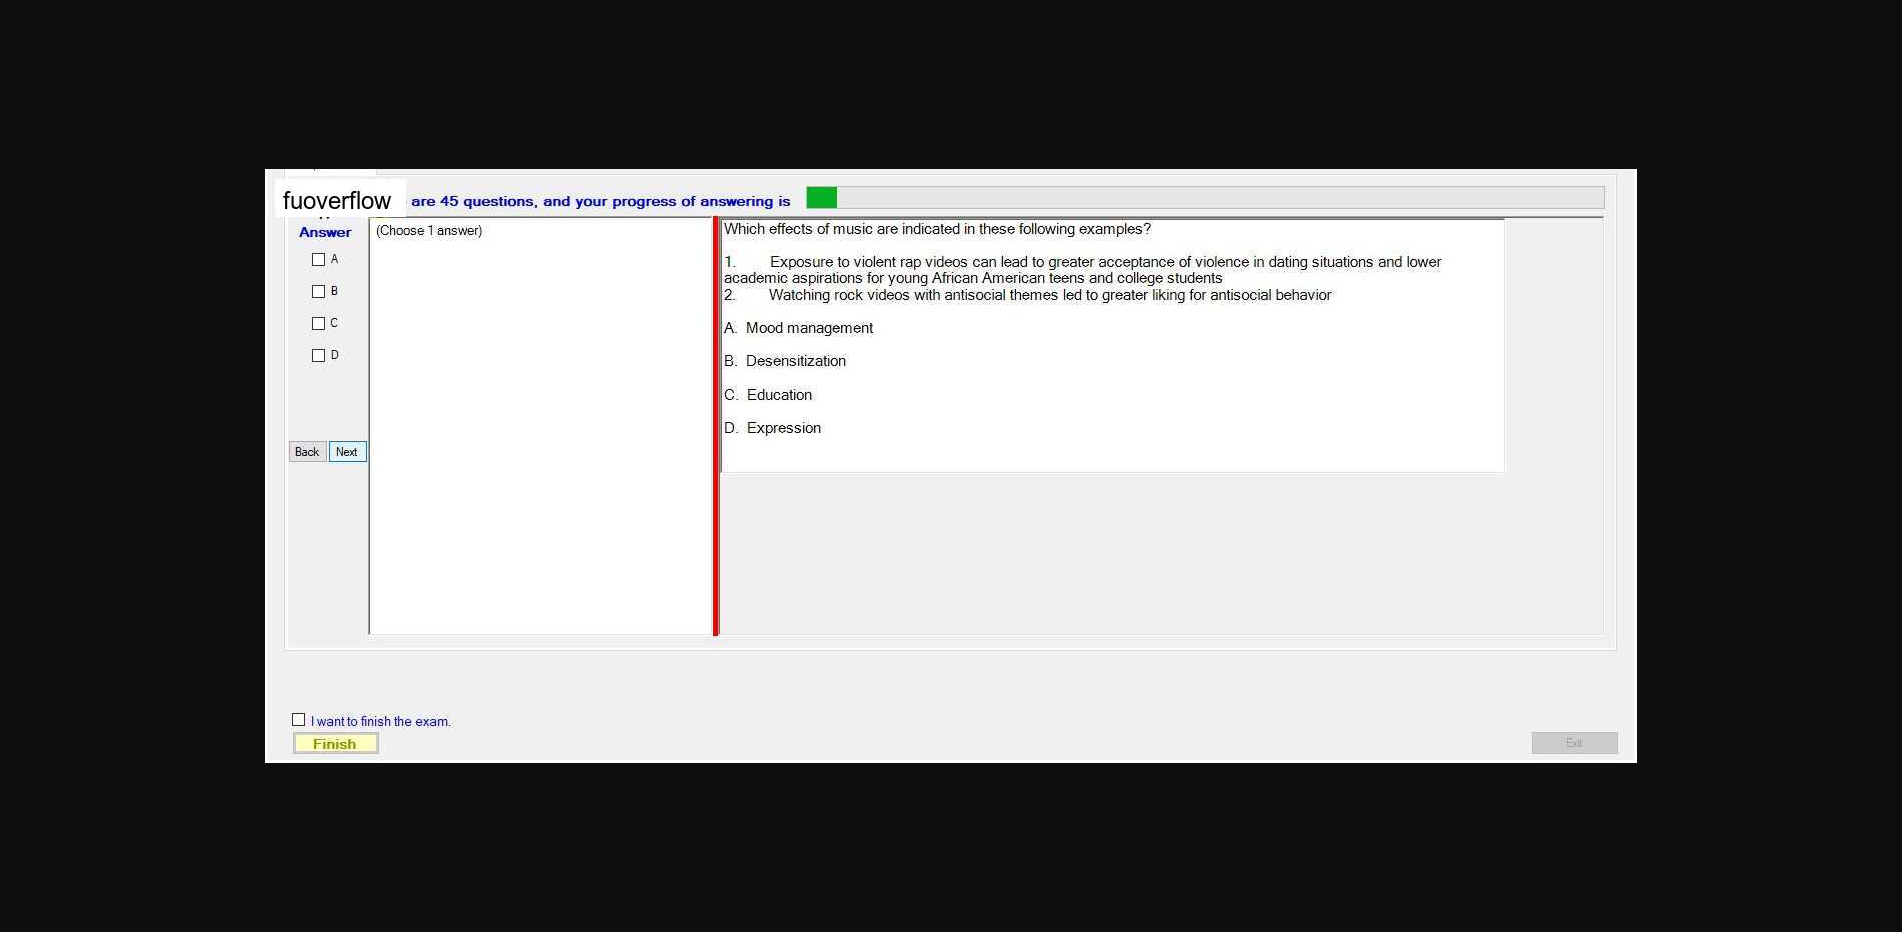 fuoverflow are 45 questions, and your progress of answering is
Answer
(Choose 1 answer)
A
B
C
D
Back Next
Which effects of music are indicated in these following examples?
1. Exposure to violent rap videos can lead to greater acceptance of violence in dating situations and lower
academic aspirations for young African American teens and college students
2. Watching rock videos with antisocial themes led to greater liking for antisocial behavior
A. Mood management
B. Desensitization
C. Education
D. Expression
I want to finish the exam.
Finish
Exit